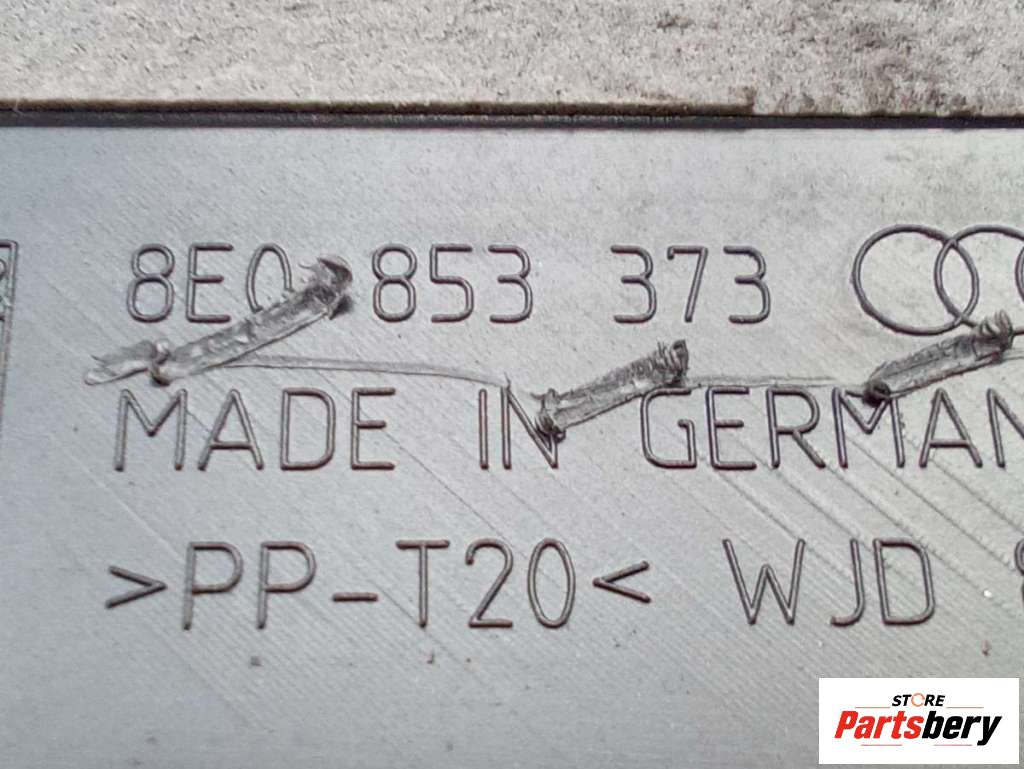 8E0 853 373
MADE IN GERMAN
>PP-T20< WJD
STORE
Partsbery